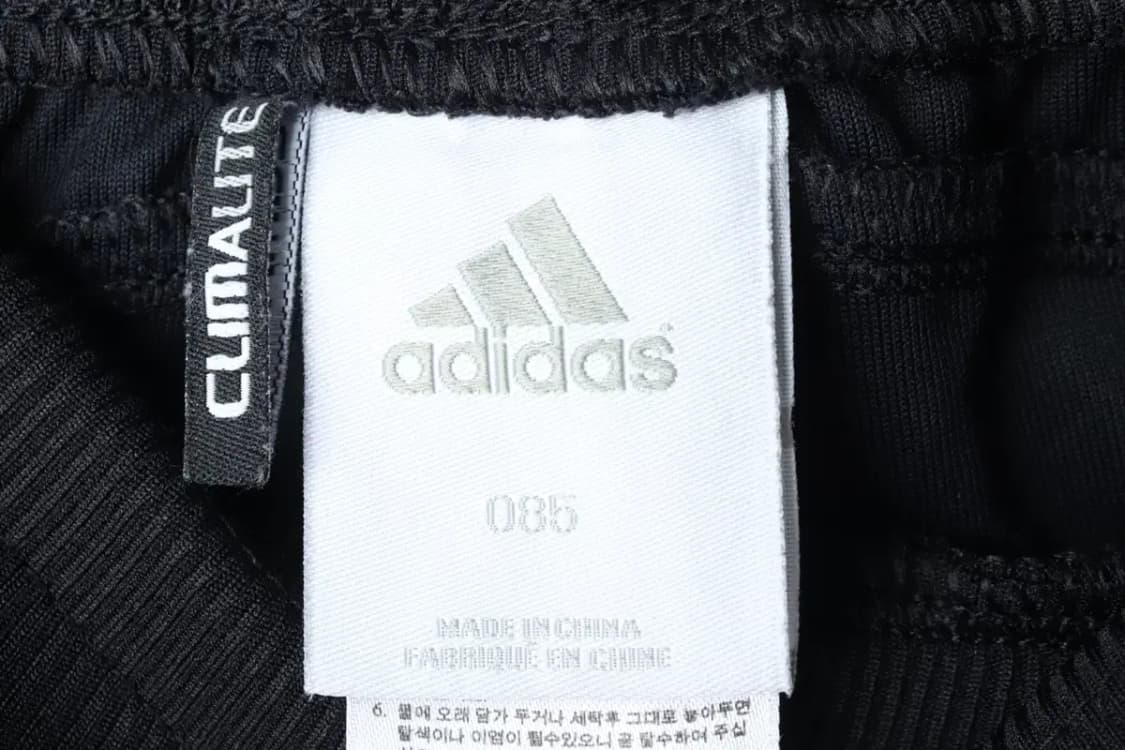 CLIMALITE
adidas
085
MADE IN CHINA
FABRIQUÉ EN CHINE
6. 물에 오래 담가 두거나 세탁후 그대로 놓아두면
탈색이나 이염이 될수있으니 곧 탈수하여 주십